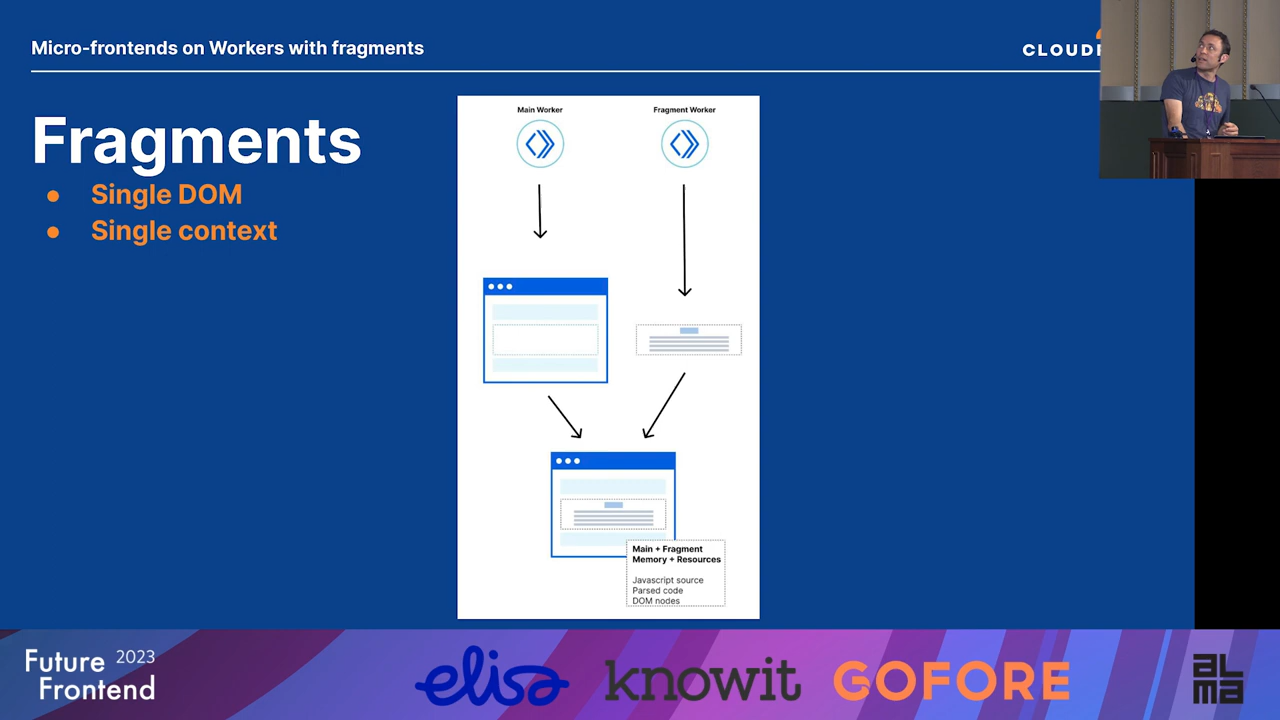 Micro-frontends on Workers with fragments
Fragments
● Single DOM
● Single context
Main Worker
Fragment Worker
Main + Fragment
Memory + Resources
Javascript source
Parsed code
DOM nodes
Future 2023
Frontend
elisa
knowit
GOFORE
ALMA